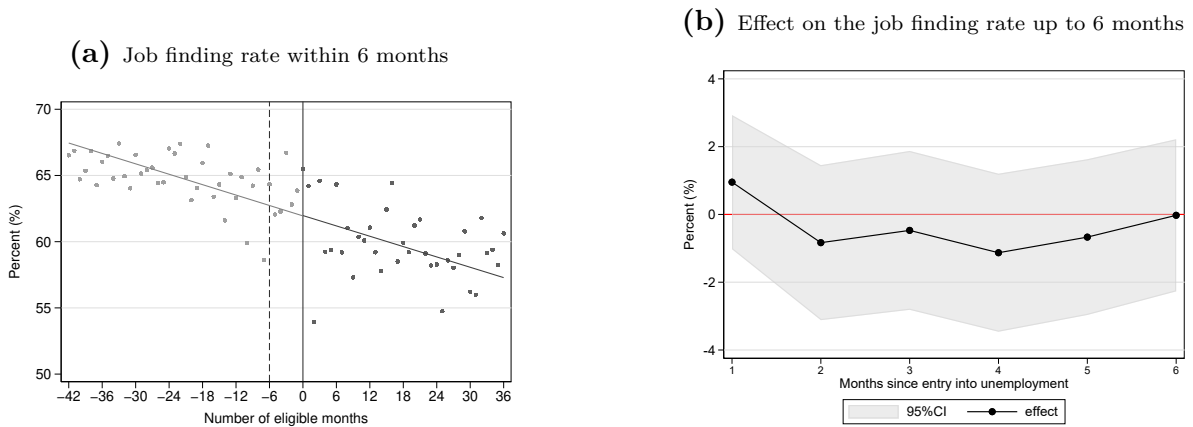 (a) Job finding rate within 6 months
70
65
60
55
50
Percent (%)
−42 −36 −30 −24 −18 −12 −6 0 6 12 18 24 30 36
Number of eligible months
(b) Effect on the job finding rate up to 6 months
4
2
0
-2
-4
Percent (%)
1 2 3 4 5 6
Months since entry into unemployment
95%CI effect